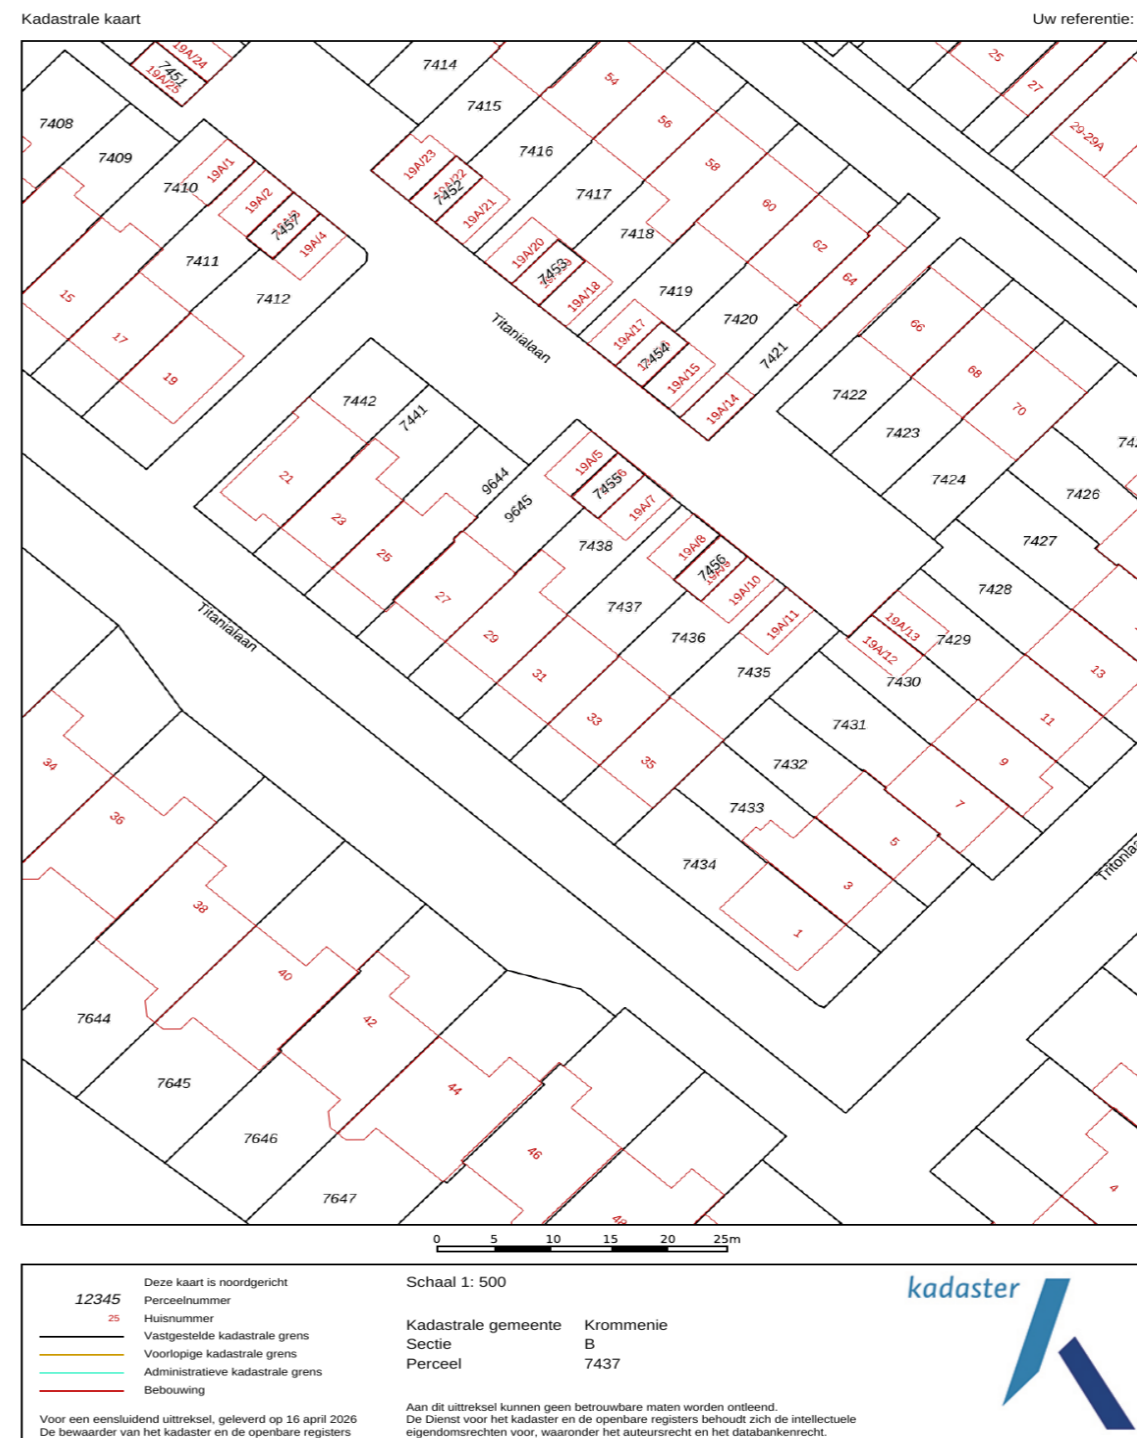 Kadastrale kaart
Uw referentie:
19A/24
7451
19A/25
7414
54
25
27
7408
7415
56
29-29A
7409
19A/23
7416
58
7410
19A/1
19A/22
7452
19A/2
7417
19A/21
60
7457
19A/4
7418
62
7411
19A/20
7453
64
7412
19A/18
7419
15
19A/17
7420
66
17
Titanialaan
7454
7421
68
19
19A/15
7422
7442
7441
19A/14
70
7423
19A/5
21
9644
7455
7424
7426
9645
19A/7
23
7438
19A/8
7427
25
7456
7428
19A/10
27
7437
19A/11
19A/13
Titanialaan
29
7436
19A/12
7429
31
7435
7430
13
33
7431
11
34
35
7432
9
36
7433
7
5
7434
3
Tritonlaa
38
1
40
7644
42
7645
44
7646
46
7647
4
0 5 10 15 20 25m
Deze kaart is noordgericht
12345 Perceelnummer
25 Huisnummer
Vastgestelde kadastrale grens
Voorlopige kadastrale grens
Administratieve kadastrale grens
Bebouwing
Schaal 1: 500
Kadastrale gemeente Krommenie
Sectie B
Perceel 7437
kadaster
Voor een eensluidend uittreksel, geleverd op 16 april 2026
De bewaarder van het kadaster en de openbare registers
Aan dit uittreksel kunnen geen betrouwbare maten worden ontleend.
De Dienst voor het kadaster en de openbare registers behoudt zich de intellectuele
eigendomsrechten voor, waaronder het auteursrecht en het databankenrecht.